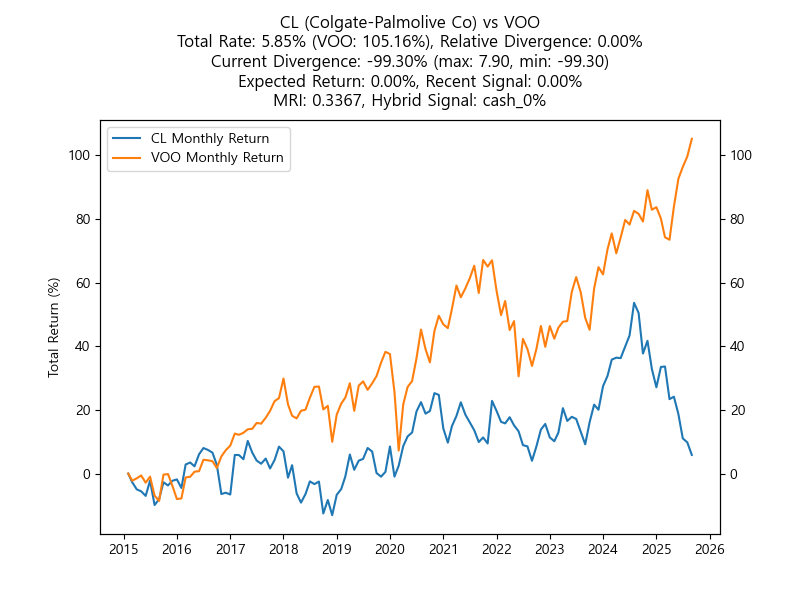 CL (Colgate-Palmolive Co) vs VOO
Total Rate: 5.85% (VOO: 105.16%), Relative Divergence: 0.00%
Current Divergence: -99.30% (max: 7.90, min: -99.30)
Expected Return: 0.00%, Recent Signal: 0.00%
MRI: 0.3367, Hybrid Signal: cash_0%
CL Monthly Return
VOO Monthly Return
Total Return (%)
100
80
60
40
20
0
100
80
60
40
20
0
2015 2016 2017 2018 2019 2020 2021 2022 2023 2024 2025 2026